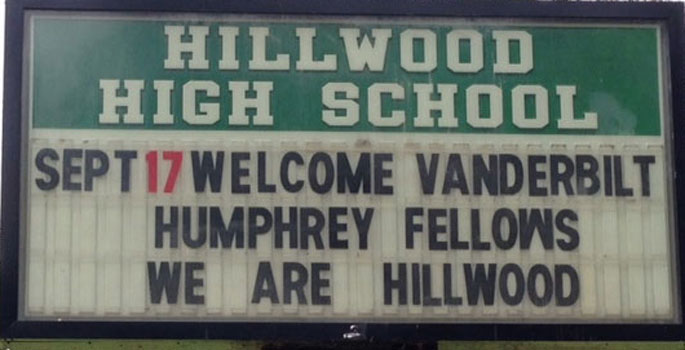 HILLWOOD
HIGH SCHOOL
SEPT 17 WELCOME VANDERBILT
HUMPHREY FELLOWS
WE ARE HILLWOOD